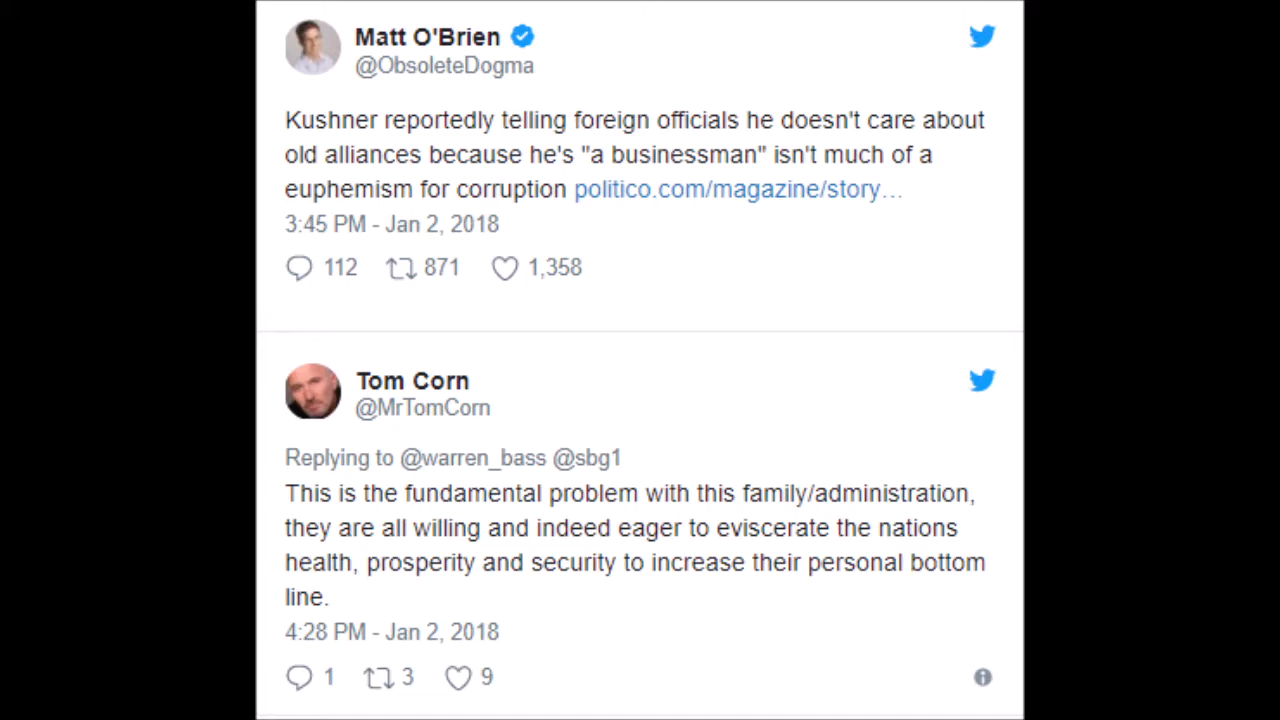 Matt O'Brien
@ObsoleteDogma
Kushner reportedly telling foreign officials he doesn't care about
old alliances because he's "a businessman" isn't much of a
euphemism for corruption politico.com/magazine/story…
3:45 PM - Jan 2, 2018
112 871 1,358
Tom Corn
@MrTomCorn
Replying to @warren_bass @sbg1
This is the fundamental problem with this family/administration,
they are all willing and indeed eager to eviscerate the nations
health, prosperity and security to increase their personal bottom
line.
4:28 PM - Jan 2, 2018
1 3 9